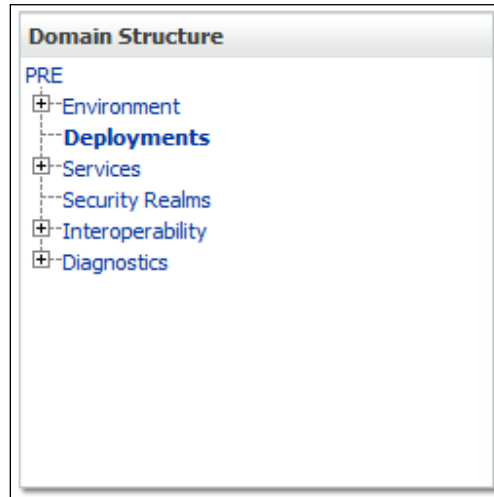 Domain Structure
PRE
Environment
Deployments
Services
Security Realms
Interoperability
Diagnostics